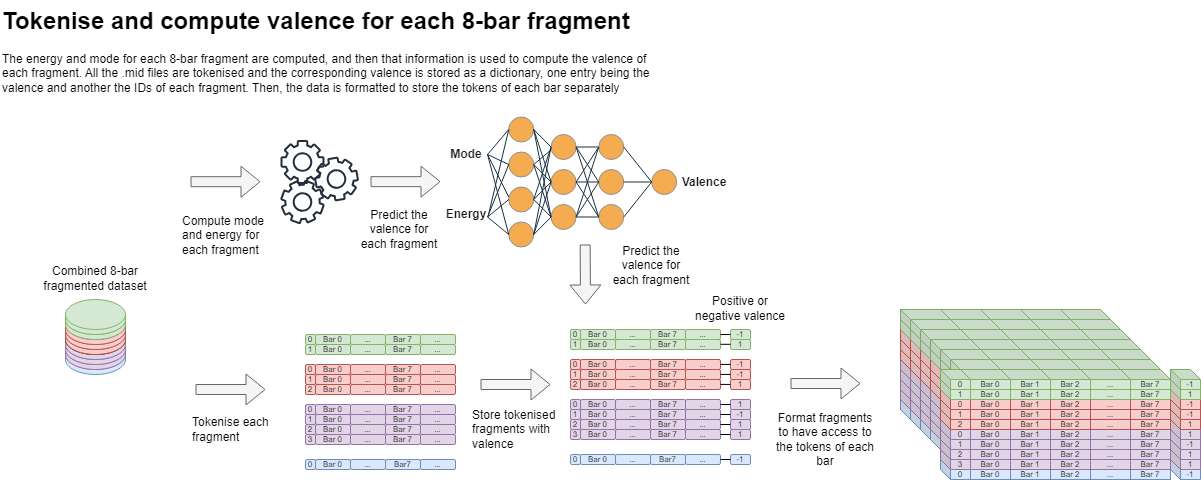 Tokenise and compute valence for each 8-bar fragment
The energy and mode for each 8-bar fragment are computed, and then that information is used to compute the valence of
each fragment. All the .mid files are tokenised and the corresponding valence is stored as a dictionary, one entry being the
valence and another the IDs of each fragment. Then, the data is formatted to store the tokens of each bar separately
Compute mode
and energy for
each fragment
Predict the
valence for
each fragment
Mode
Energy
Valence
Predict the
valence for
each fragment
Combined 8-bar
fragmented dataset
Tokenise each
fragment
0 Bar 0 ... Bar 7 ...
1 Bar 0 ... Bar 7 ...
0 Bar 0 ... Bar 7 ...
1 Bar 0 ... Bar 7 ...
2 Bar 0 ... Bar 7 ...
0 Bar 0 ... Bar 7 ...
1 Bar 0 ... Bar 7 ...
2 Bar 0 ... Bar 7 ...
3 Bar 0 ... Bar 7 ...
0 Bar 0 ... Bar7 ...
Store tokenised
fragments with
valence
Positive or
negative valence
0 Bar 0 ... Bar 7 ... -1
1 Bar 0 ... Bar 7 ... 1
0 Bar 0 ... Bar 7 ... -1
1 Bar 0 ... Bar 7 ... -1
2 Bar 0 ... Bar 7 ... 1
0 Bar 0 ... Bar 7 ... 1
1 Bar 0 ... Bar 7 ... -1
2 Bar 0 ... Bar 7 ... 1
3 Bar 0 ... Bar 7 ... 1
0 Bar 0 ... Bar7 ... -1
Format fragments
to have access to
the tokens of each
bar
0 Bar 0 Bar 1 Bar 2 ... Bar 7 -1
1 Bar 0 Bar 1 Bar 2 ... Bar 7 1
0 Bar 0 Bar 1 Bar 2 ... Bar 7 -1
1 Bar 0 Bar 1 Bar 2 ... Bar 7 -1
2 Bar 0 Bar 1 Bar 2 ... Bar 7 1
0 Bar 0 Bar 1 Bar 2 ... Bar 7 1
1 Bar 0 Bar 1 Bar 2 ... Bar 7 -1
2 Bar 0 Bar 1 Bar 2 ... Bar 7 1
3 Bar 0 Bar 1 Bar 2 ... Bar 7 1
0 Bar 0 Bar 1 Bar 2 ... Bar 7 -1